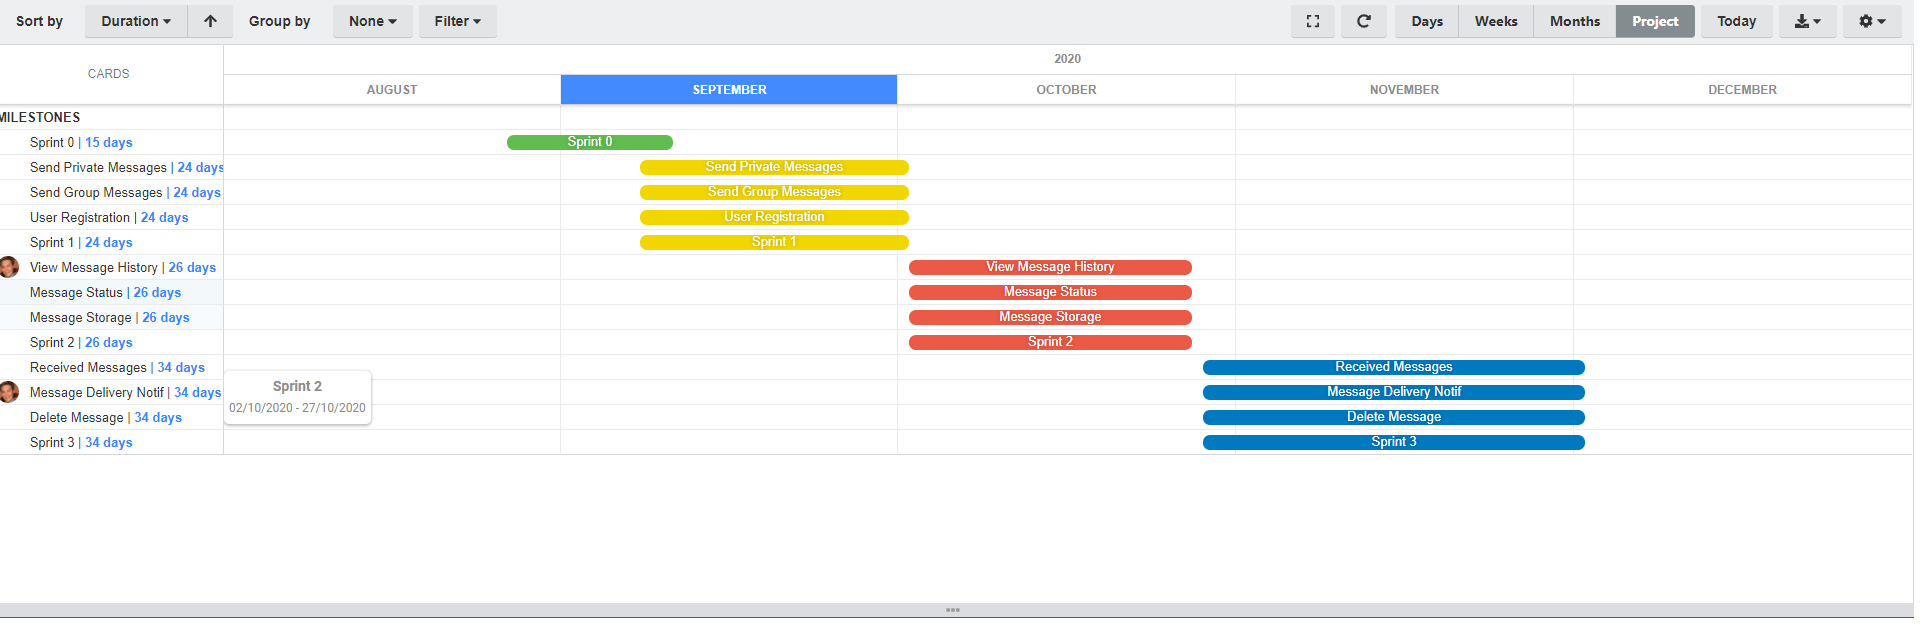 Sort by Duration Group by None Filter Days Weeks Months Project Today
CARDS
2020
AUGUST SEPTEMBER OCTOBER NOVEMBER DECEMBER
MILESTONES
Sprint 0 | 15 days Sprint 0
Send Private Messages | 24 days Send Private Messages
Send Group Messages | 24 days Send Group Messages
User Registration | 24 days User Registration
Sprint 1 | 24 days Sprint 1
View Message History | 26 days View Message History
Message Status | 26 days Message Status
Message Storage | 26 days Message Storage
Sprint 2 | 26 days Sprint 2
Received Messages | 34 days Received Messages
Message Delivery Notif | 34 days Message Delivery Notif
Delete Message | 34 days Delete Message
Sprint 3 | 34 days Sprint 3
Sprint 2
02/10/2020 - 27/10/2020